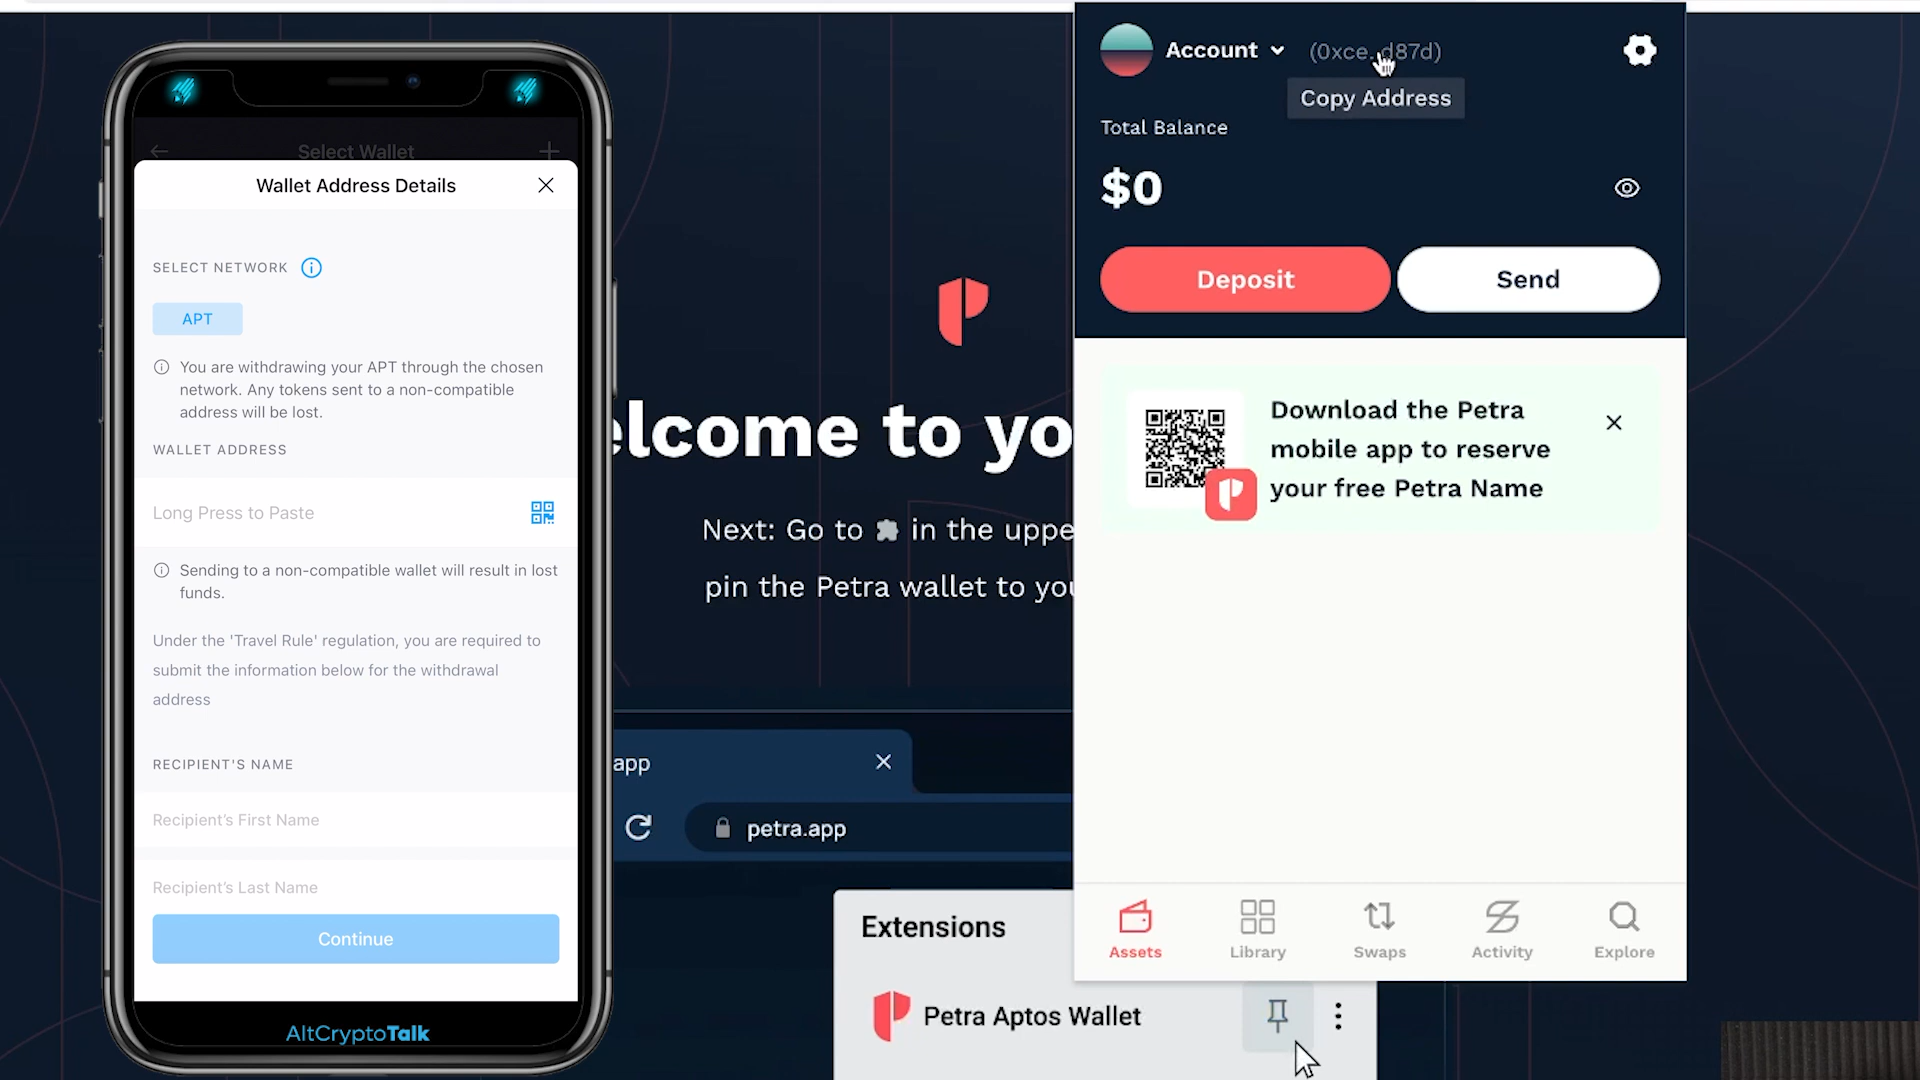 Select Wallet
Wallet Address Details
SELECT NETWORK
APT
You are withdrawing your APT through the chosen
network. Any tokens sent to a non-compatible
address will be lost.
WALLET ADDRESS
Long Press to Paste
Sending to a non-compatible wallet will result in lost
funds.
Under the 'Travel Rule' regulation, you are required to
submit the information below for the withdrawal
address
RECIPIENT'S NAME
Recipient's First Name
Recipient's Last Name
Continue
AltCryptoTalk
elcome to yo
Next: Go to in the uppe
pin the Petra wallet to you
app
petra.app
Extensions
Petra Aptos Wallet
Account (0xce..d87d)
Copy Address
Total Balance
$0
Deposit Send
Download the Petra
mobile app to reserve
your free Petra Name
Assets Library Swaps Activity Explore